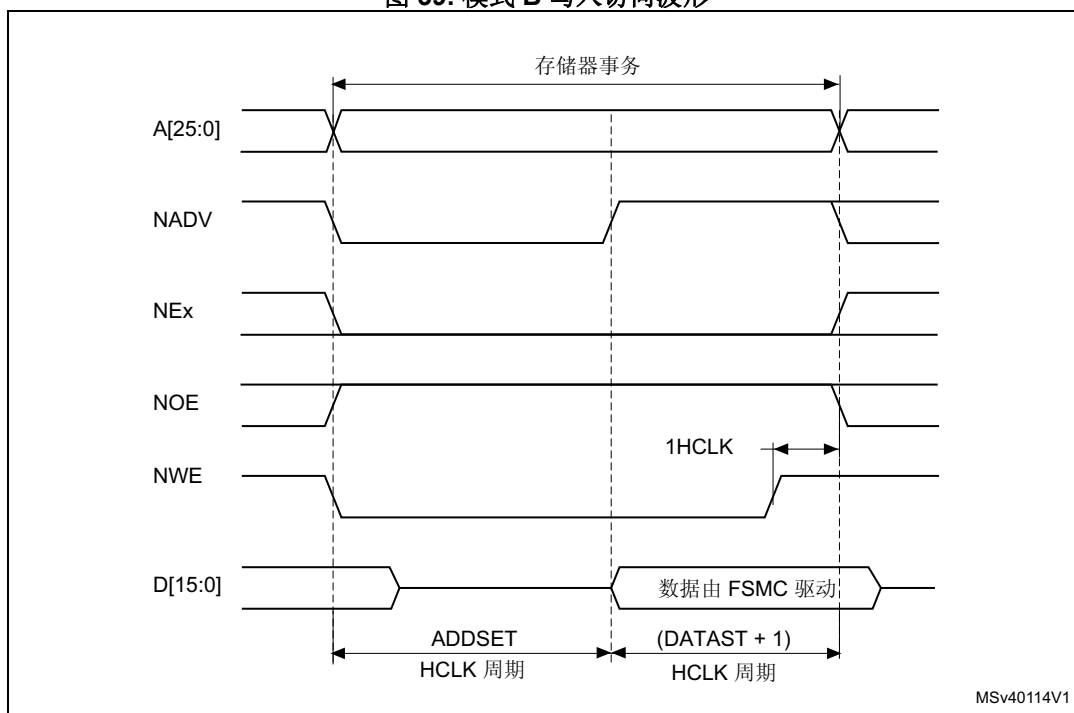 存储器事务
A[25:0]
NADV
NEx
NOE
1HCLK
NWE
D[15:0]
数据由 FSMC 驱动
ADDSET
HCLK 周期
(DATAST + 1)
HCLK 周期
MSv40114V1